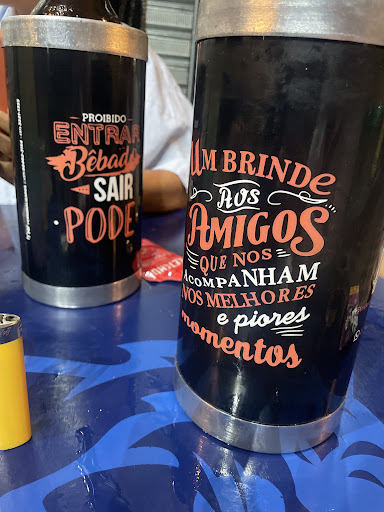 PROIBIDO
ENTRAR
Bêbado
SAIR
PODE
UM BRINDE
AOS
AMIGOS
QUE NOS
ACOMPANHAM
NOS MELHORES
e piores
momentos